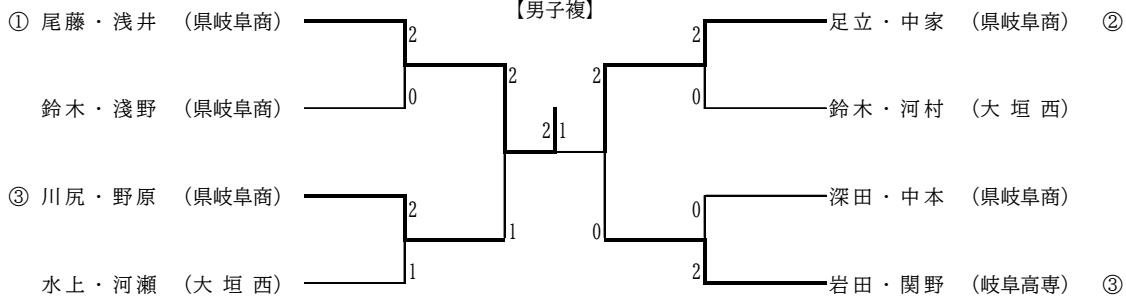 【男子複】
① 尾藤・浅井 (県岐阜商) 2 2 足立・中家 (県岐阜商) ②
2 2
鈴木・淺野 (県岐阜商) 0 0 鈴木・河村 (大 垣 西)
2 1
③ 川尻・野原 (県岐阜商) 2 0 深田・中本 (県岐阜商)
1 0
水上・河瀬 (大 垣 西) 1 2 岩田・関野 (岐阜高専) ③